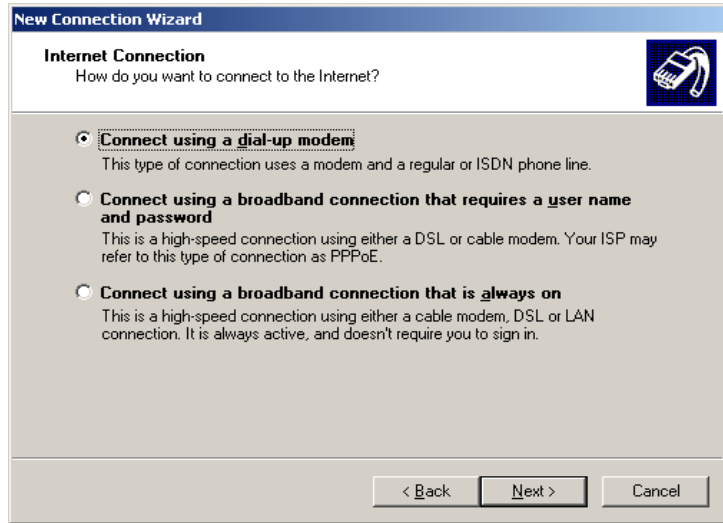 New Connection Wizard
Internet Connection
How do you want to connect to the Internet?
Connect using a dial-up modem
This type of connection uses a modem and a regular or ISDN phone line.
Connect using a broadband connection that requires a user name
and password
This is a high-speed connection using either a DSL or cable modem. Your ISP may
refer to this type of connection as PPPoE.
Connect using a broadband connection that is always on
This is a high-speed connection using either a cable modem, DSL or LAN
connection. It is always active, and doesn't require you to sign in.
< Back Next > Cancel